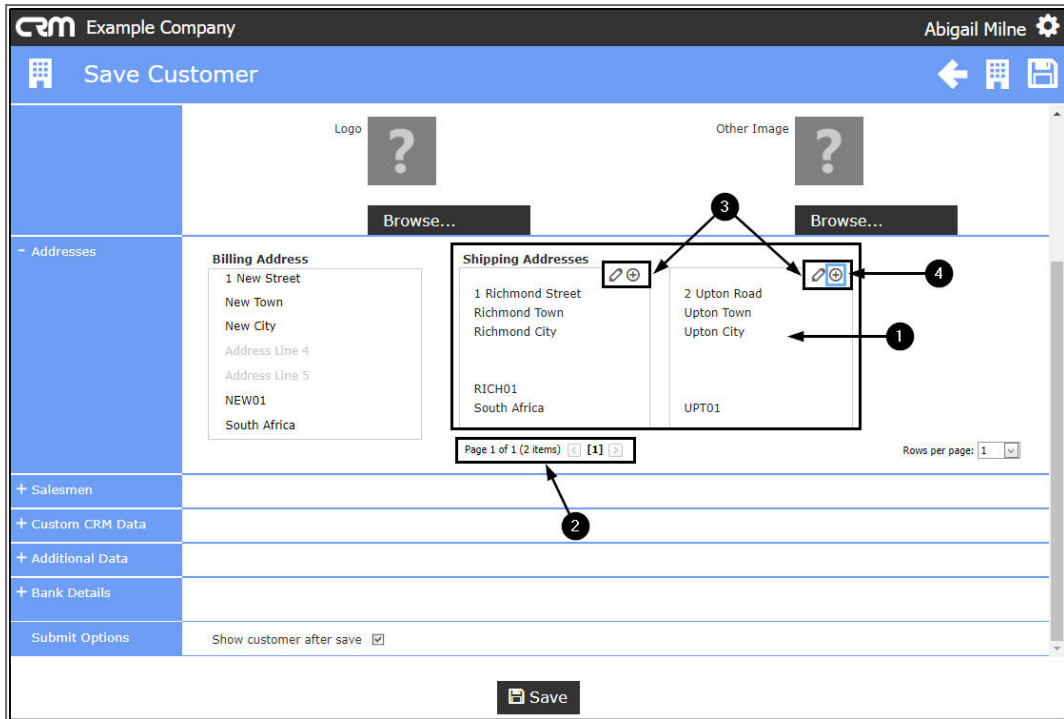 CRM Example Company
Abigail Milne
Save Customer
Logo
?
Other Image
?
Browse...
Browse...
3
- Addresses
Billing Address
1 New Street
New Town
New City
Address Line 4
Address Line 5
NEW01
South Africa
Shipping Addresses
1 Richmond Street
Richmond Town
Richmond City
RICH01
South Africa
2 Upton Road
Upton Town
Upton City
UPT01
4
1
Page 1 of 1 (2 items) < [1] >
Rows per page: 1
2
+ Salesmen
+ Custom CRM Data
+ Additional Data
+ Bank Details
Submit Options
Show customer after save
Save